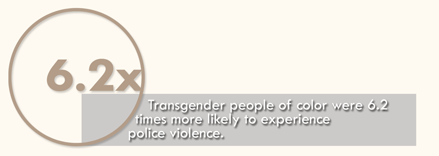 6.2x
Transgender people of color were 6.2
times more likely to experience
police violence.